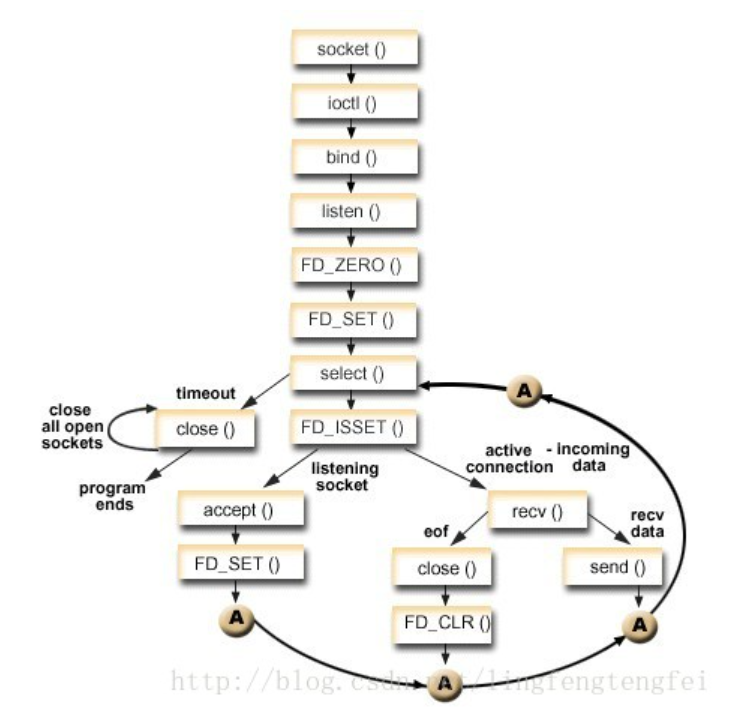 socket ()
ioctl ()
bind ()
listen ()
FD_ZERO ()
FD_SET ()
select ()
A
timeout
close
all open
sockets
close ()
FD_ISSET ()
program
ends
listening
socket
active
connection
- incoming
data
accept ()
recv ()
eof
recv
data
FD_SET ()
close ()
send ()
A
FD_CLR ()
A
A
http://blog.csdn.net/lingfengtengfei